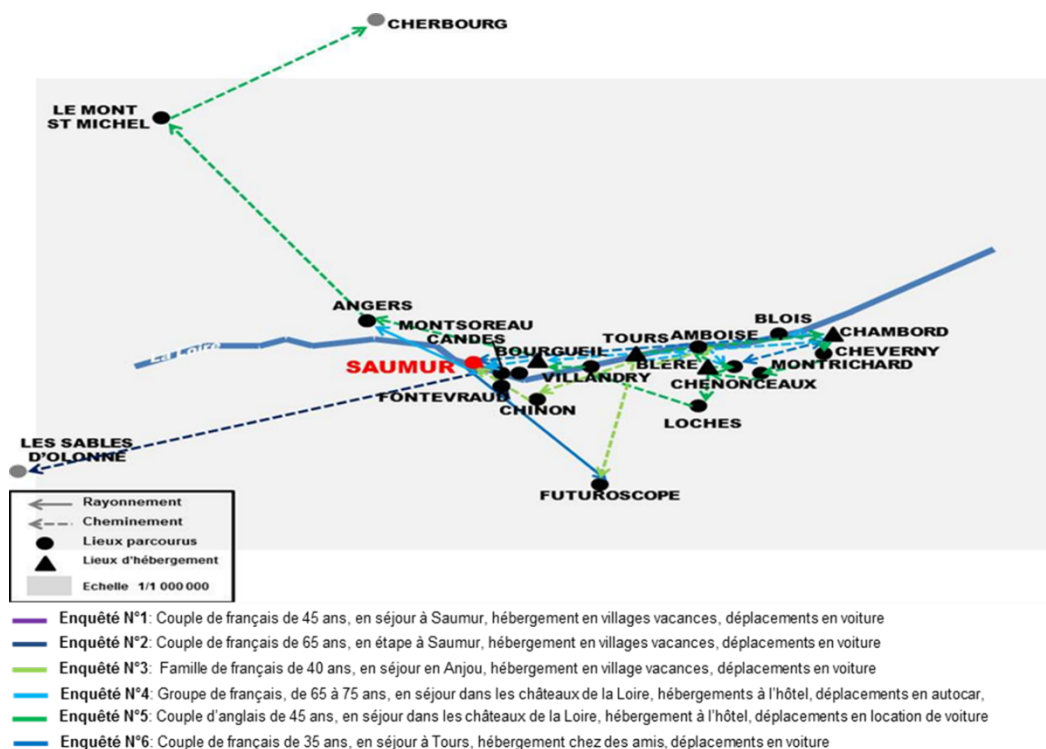 CHERBOURG
LE MONT
ST MICHEL
ANGERS
MONTSOREAU
CANDES
BLOIS
TOURS
AMBOISE
CHAMBORD
La Loire
BOURGUEIL
CHEVERNY
SAUMUR
BLERE
MONTRICHARD
VILLANDRY
CHENONCEAUX
FONTEVRAUD
CHINON
LOCHES
LES SABLES
D'OLONNE
FUTUROSCOPE
Rayonnement
Cheminement
Lieux parcourus
Lieux d'hébergement
Echelle 1/1 000 000
Enquêté N°1: Couple de français de 45 ans, en séjour à Saumur, hébergement en villages vacances, déplacements en voiture
Enquêté N°2: Couple de français de 65 ans, en étape à Saumur, hébergement en villages vacances, déplacements en voiture
Enquêté N°3: Famille de français de 40 ans, en séjour en Anjou, hébergement en village vacances, déplacements en voiture
Enquêté N°4: Groupe de français, de 65 à 75 ans, en séjour dans les châteaux de la Loire, hébergements à l'hôtel, déplacements en autocar,
Enquêté N°5: Couple d'anglais de 45 ans, en séjour dans les châteaux de la Loire, hébergement à l'hôtel, déplacements en location de voiture
Enquêté N°6: Couple de français de 35 ans, en séjour à Tours, hébergement chez des amis, déplacements en voiture